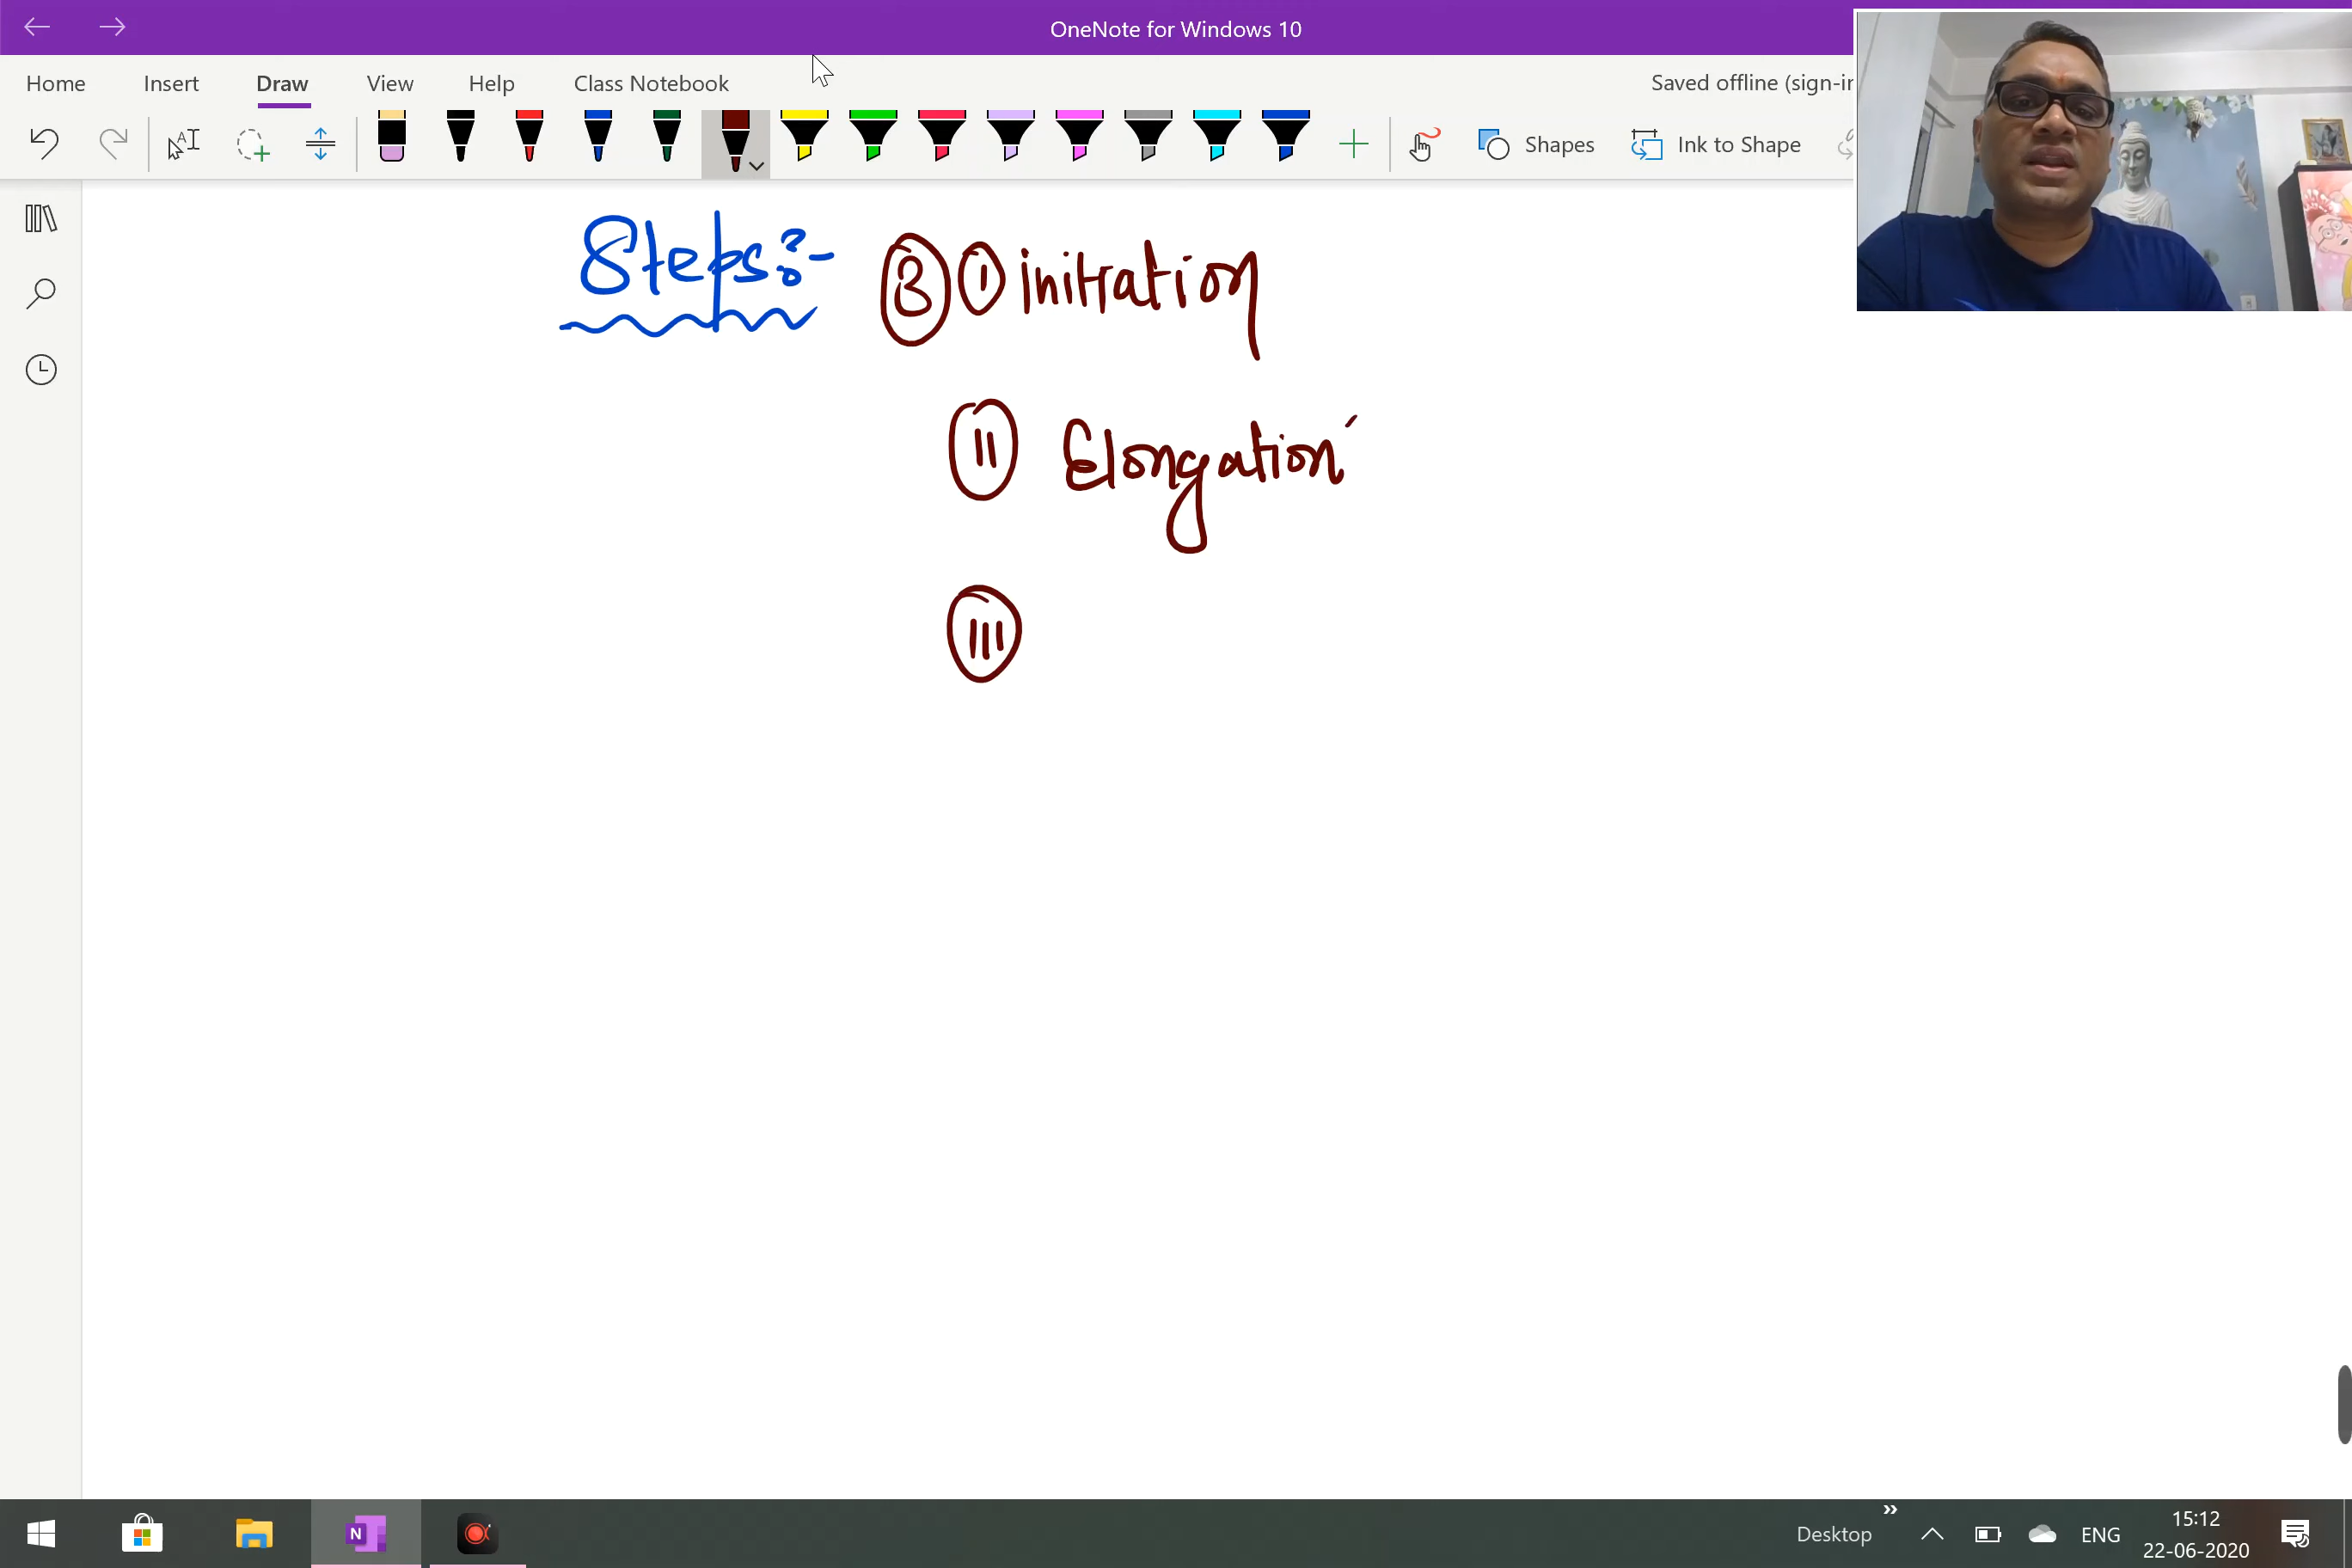 OneNote for Windows 10
Home Insert Draw View Help Class Notebook Saved offline (sign-in
Shapes Ink to Shape
Steps:- 3 I initiation
II Elongation
III
Desktop ENG 15:12
22-06-2020